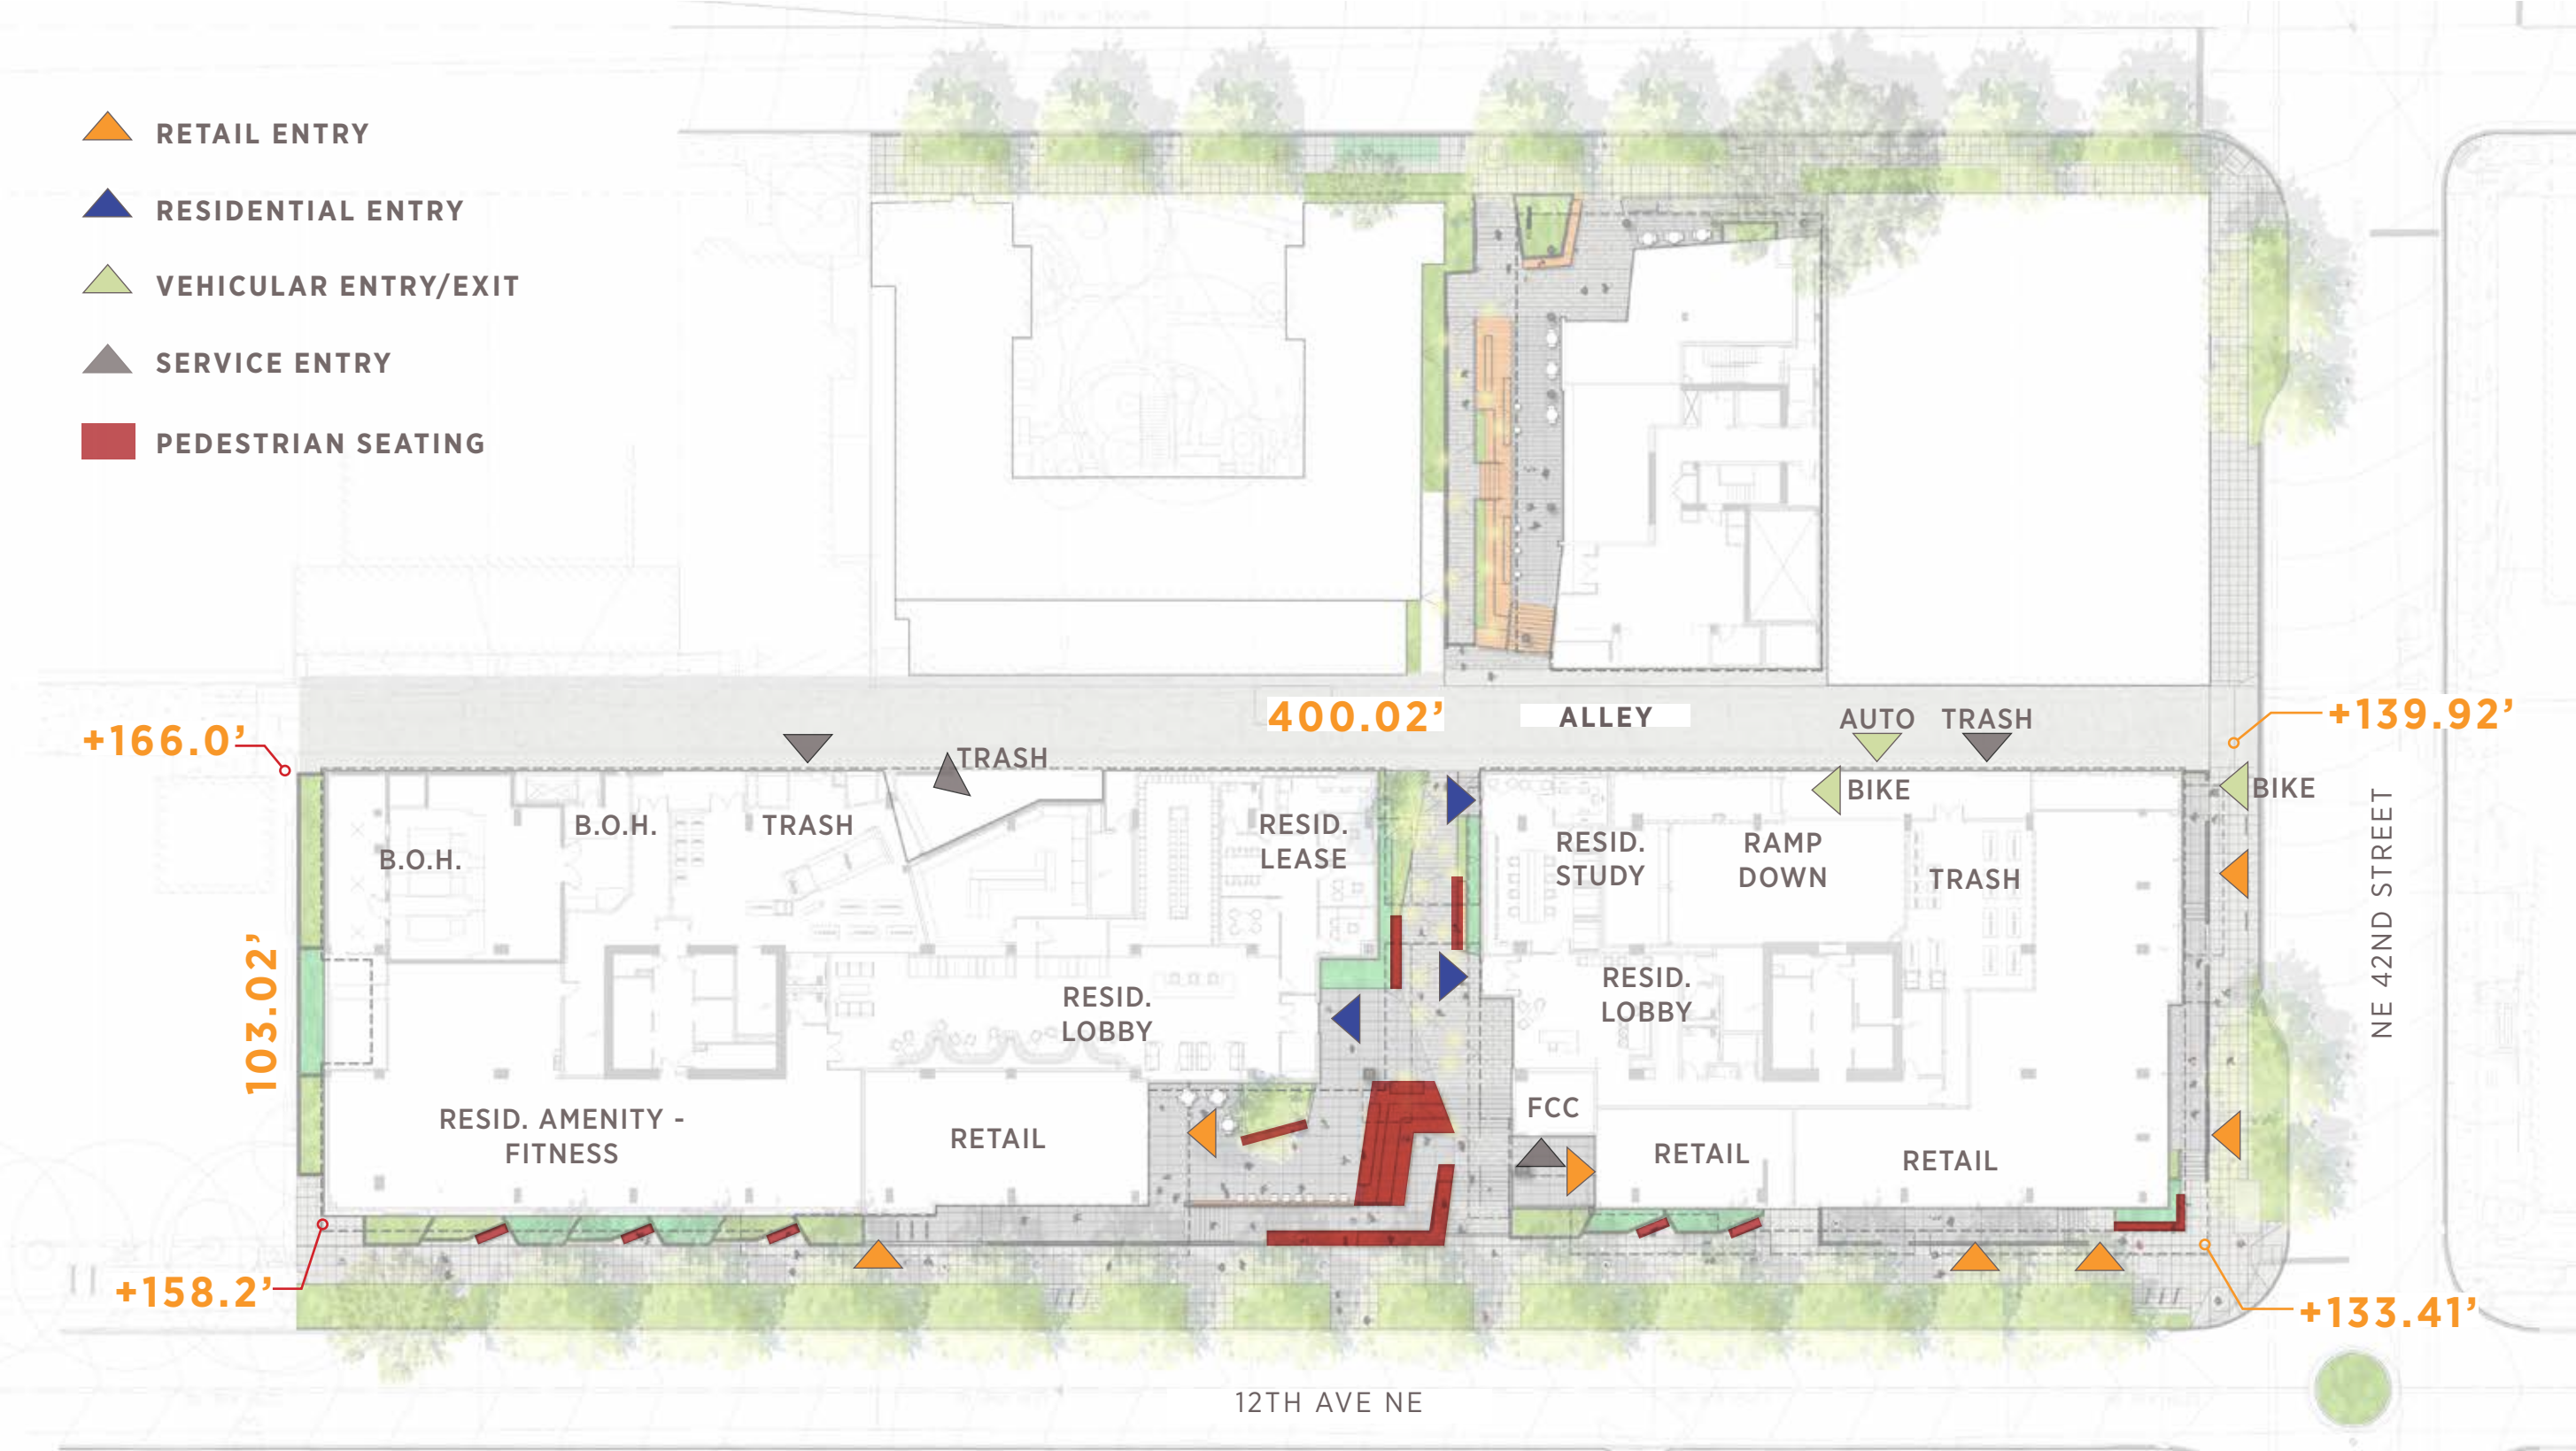 RETAIL ENTRY
RESIDENTIAL ENTRY
VEHICULAR ENTRY/EXIT
SERVICE ENTRY
PEDESTRIAN SEATING
400.02’
ALLEY
AUTO
TRASH
+139.92’
+166.0’
TRASH
BIKE
BIKE
B.O.H.
B.O.H.
TRASH
RESID.
LEASE
RESID.
STUDY
RAMP
DOWN
TRASH
NE 42ND STREET
103.02’
RESID.
LOBBY
RESID.
LOBBY
RESID. AMENITY -
FITNESS
RETAIL
FCC
RETAIL
RETAIL
+158.2’
+133.41’
12TH AVE NE